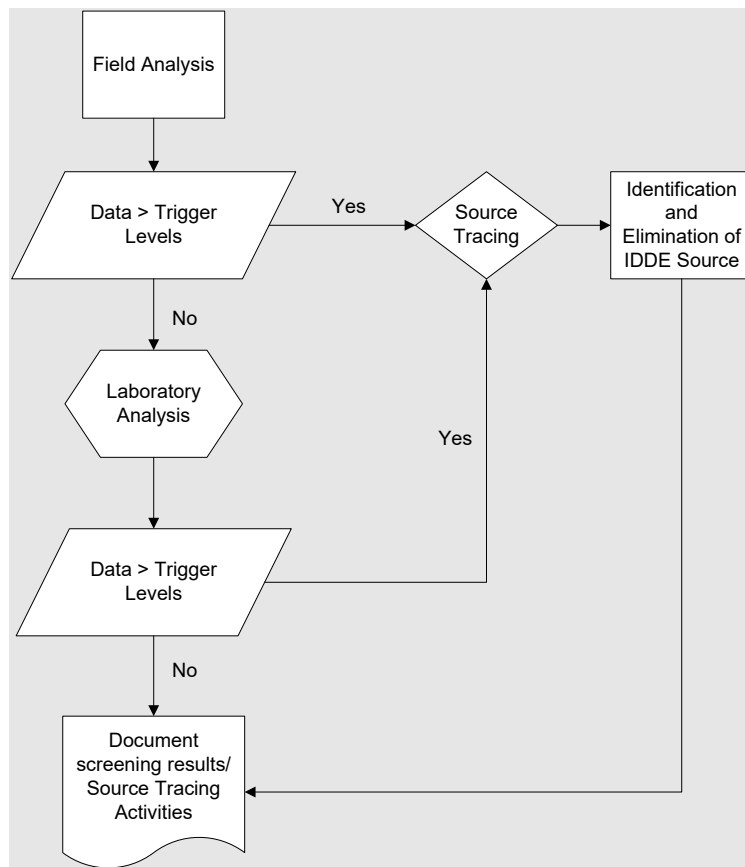 Field Analysis
Data > Trigger
Levels
Yes
Source
Tracing
Identification
and
Elimination of
IDDE Source
No
Laboratory
Analysis
Yes
Data > Trigger
Levels
No
Document
screening results/
Source Tracing
Activities